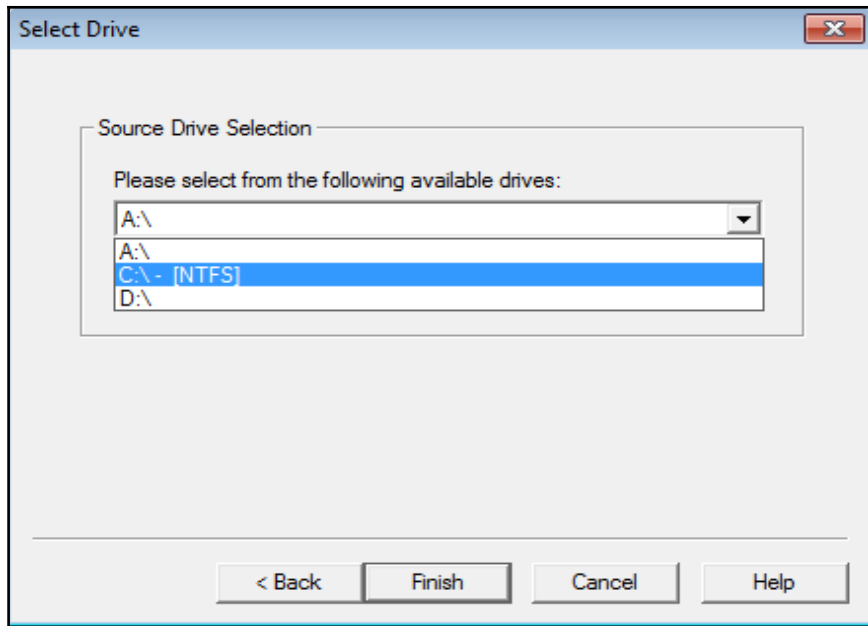 Select Drive
Source Drive Selection
Please select from the following available drives:
A:\
A:\
C:\ - [NTFS]
D:\
< Back Finish Cancel Help